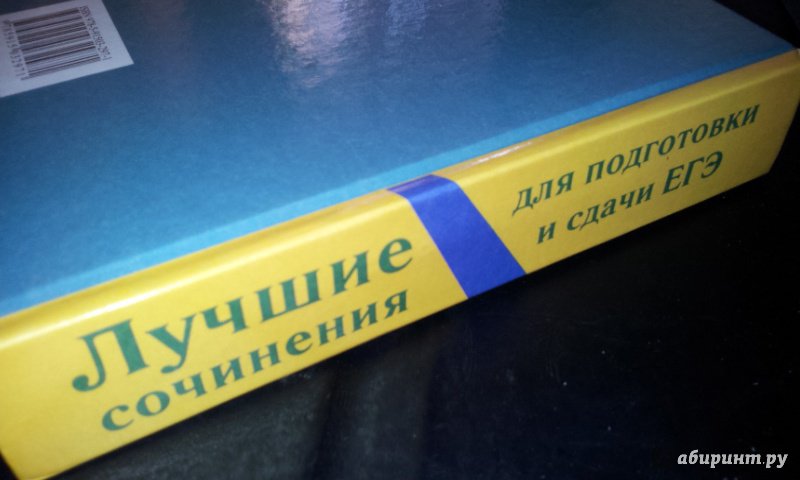 Лучшие
сочинения
для подготовки
и сдачи ЕГЭ
абиринт.ру